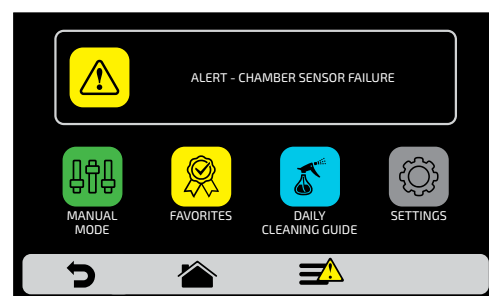 ALERT - CHAMBER SENSOR FAILURE
MANUAL
MODE
FAVORITES
DAILY
CLEANING GUIDE
SETTINGS